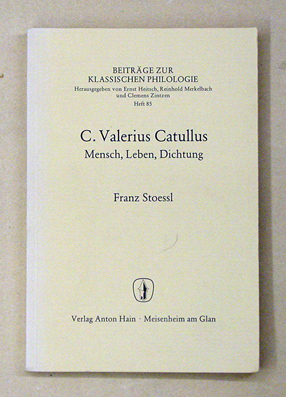 BEITRÄGE ZUR
KLASSISCHEN PHILOLOGIE
Herausgegeben von Ernst Heitsch, Reinhold Merkelbach
und Clemens Zintzen
Heft 83
C. Valerius Catullus
Mensch, Leben, Dichtung
Franz Stoessl
Verlag Anton Hain · Meisenheim am Glan